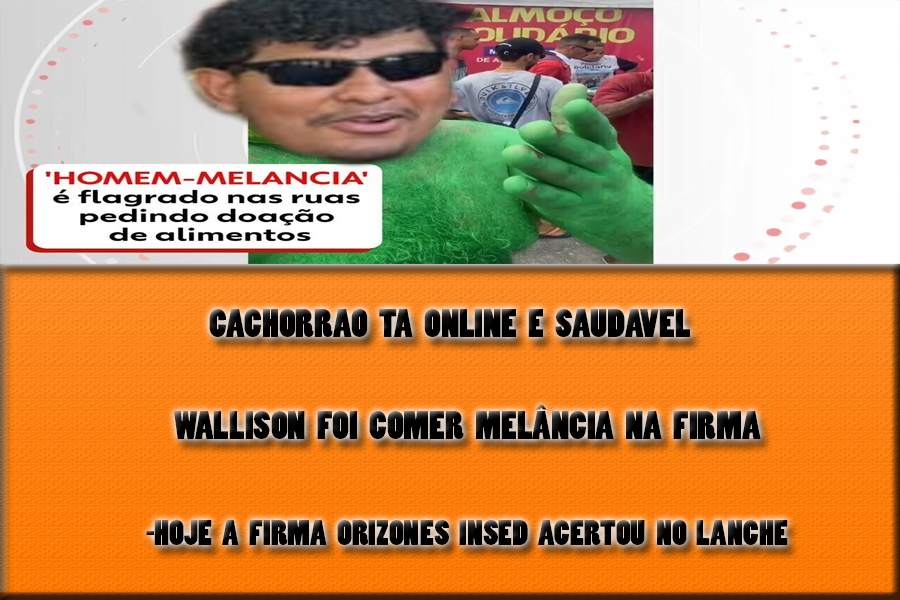 ALMOÇO
SOLIDÁRIO
QUIKSILVER
'HOMEM-MELANCIA'
é flagrado nas ruas
pedindo doação
de alimentos
CACHORRAO TA ONLINE E SAUDAVEL
WALLISON FOI COMER MELÂNCIA NA FIRMA
-HOJE A FIRMA ORIZONES INSED ACERTOU NO LANCHE